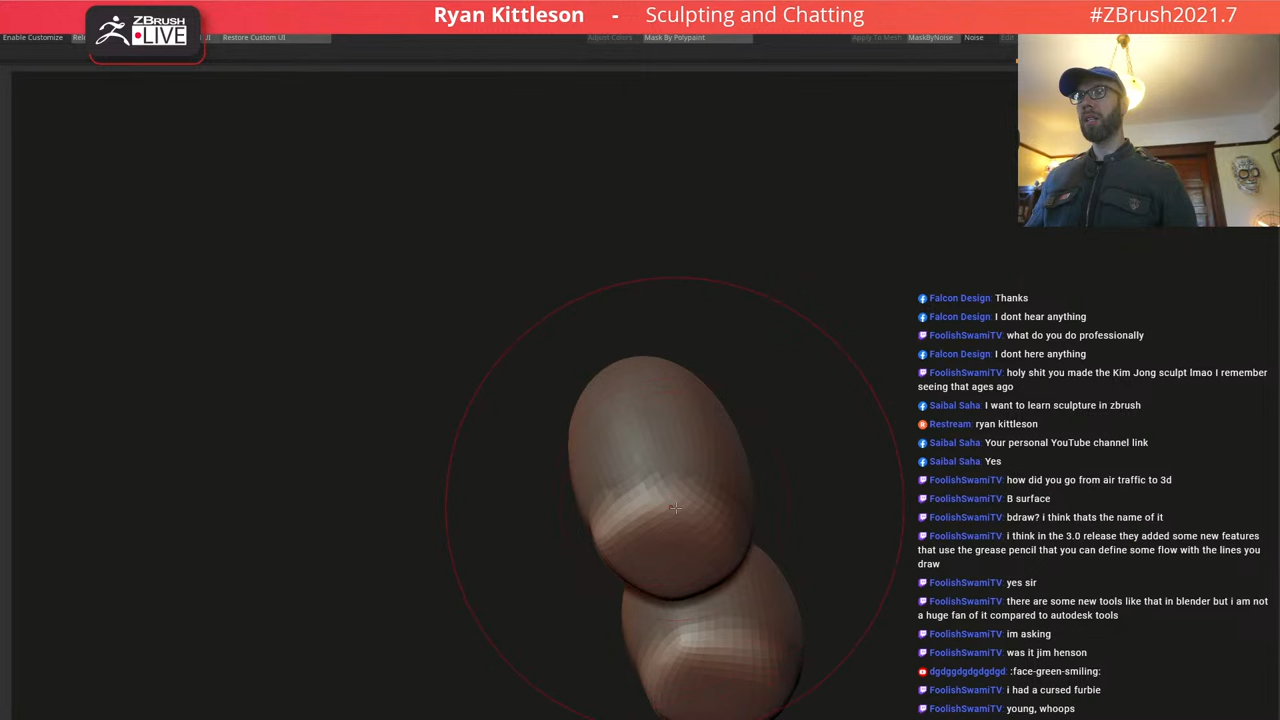 Ryan Kittleson - Sculpting and Chatting #ZBrush2021.7
ZBRUSH
LIVE
Enable Customize Restore Custom UI Adjust Colors Mask By Polypaint Apply To Mesh MaskByNoise Noise Edit
Falcon Design: Thanks
Falcon Design: I dont hear anything
FoolishSwamiTV: what do you do professionally
Falcon Design: I dont here anything
FoolishSwamiTV: holy shit you made the Kim Jong sculpt lmao I remember
seeing that ages ago
Saibal Saha: I want to learn sculpture in zbrush
Restream: ryan kittleson
Saibal Saha: Your personal YouTube channel link
Saibal Saha: Yes
FoolishSwamiTV: how did you go from air traffic to 3d
FoolishSwamiTV: B surface
FoolishSwamiTV: bdraw? i think thats the name of it
FoolishSwamiTV: i think in the 3.0 release they added some new features
that use the grease pencil that you can define some flow with the lines you
draw
FoolishSwamiTV: yes sir
FoolishSwamiTV: there are some new tools like that in blender but i am not
a huge fan of it compared to autodesk tools
FoolishSwamiTV: im asking
FoolishSwamiTV: was it jim henson
dgdggdgdgdgd: :face-green-smiling:
FoolishSwamiTV: i had a cursed furbie
FoolishSwamiTV: young, whoops